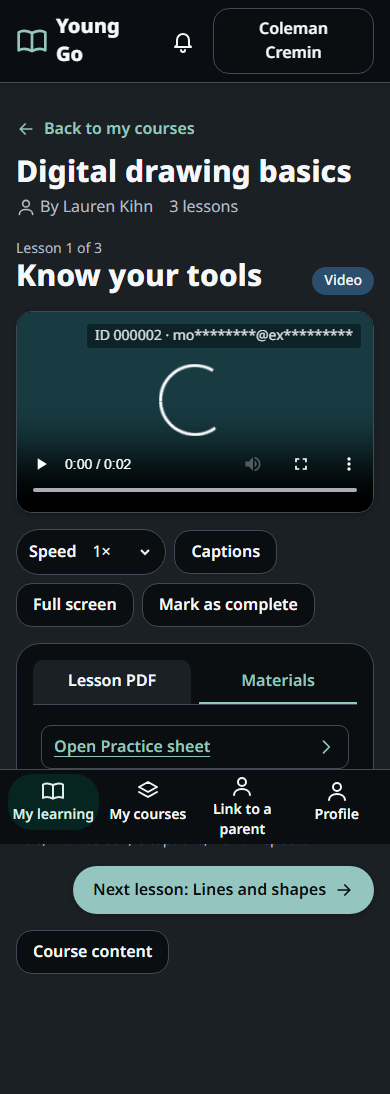 Young
Go
Coleman
Cremin
Back to my courses
Digital drawing basics
By Lauren Kihn 3 lessons
Lesson 1 of 3
Know your tools
Video
ID 000002 · mo********@ex*********
0:00 / 0:02
Speed 1×
Captions
Full screen
Mark as complete
Lesson PDF
Materials
Open Practice sheet
My learning
My courses
Link to a
parent
Profile
Next lesson: Lines and shapes
Course content